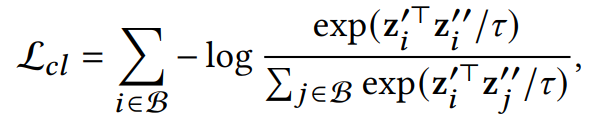 \mathcal{L}_{cl} = \sum_{i \in \mathcal{B}} -\log \frac{\exp(\mathbf{z}_i'^{\top} \mathbf{z}_i'' / \tau)}{\sum_{j \in \mathcal{B}} \exp(\mathbf{z}_i'^{\top} \mathbf{z}_j'' / \tau)},